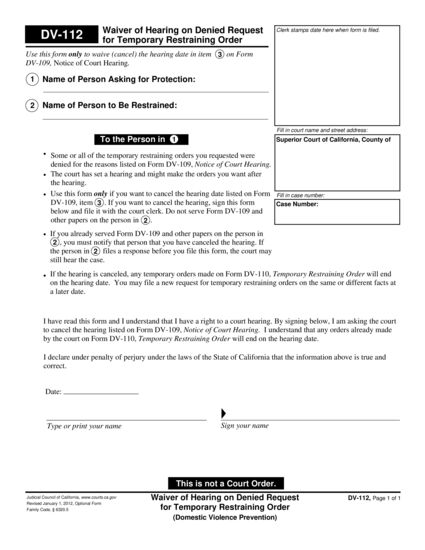 DV-112
Waiver of Hearing on Denied Request
for Temporary Restraining Order
Clerk stamps date here when form is filed.
Use this form only to waive (cancel) the hearing date in item 3 on Form
DV-109, Notice of Court Hearing.
1 Name of Person Asking for Protection:
2 Name of Person to Be Restrained:
Fill in court name and street address:
Superior Court of California, County of
Fill in case number:
Case Number:
To the Person in 1
• Some or all of the temporary restraining orders you requested were
denied for the reasons listed on Form DV-109, Notice of Court Hearing.
• The court has set a hearing and might make the orders you want after
the hearing.
• Use this form only if you want to cancel the hearing date listed on Form
DV-109, item 3. If you want to cancel the hearing, sign this form
below and file it with the court clerk. Do not serve Form DV-109 and
other papers on the person in 2.
• If you already served Form DV-109 and other papers on the person in
2, you must notify that person that you have canceled the hearing. If
the person in 2 files a response before you file this form, the court may
still hear the case.
• If the hearing is canceled, any temporary orders made on Form DV-110, Temporary Restraining Order will end
on the hearing date. You may file a new request for temporary restraining orders on the same or different facts at
a later date.
I have read this form and I understand that I have a right to a court hearing. By signing below, I am asking the court
to cancel the hearing listed on Form DV-109, Notice of Court Hearing. I understand that any orders already made
by the court on Form DV-110, Temporary Restraining Order will end on the hearing date.
I declare under penalty of perjury under the laws of the State of California that the information above is true and
correct.
Date:
Type or print your name
Sign your name
This is not a Court Order.
Judicial Council of California, www.courts.ca.gov
Revised January 1, 2012, Optional Form
Family Code, § 6320.5
Waiver of Hearing on Denied Request
for Temporary Restraining Order
(Domestic Violence Prevention)
DV-112, Page 1 of 1